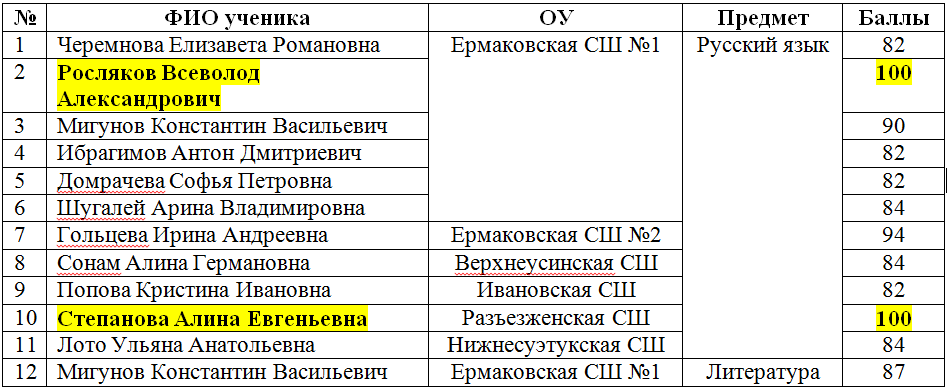 № ФИО ученика ОУ Предмет Баллы
1 Черемнова Елизавета Романовна Ермаковская СШ №1 Русский язык 82
2 Росляков Всеволод 100
Александрович
3 Мигунов Константин Васильевич 90
4 Ибрагимов Антон Дмитриевич 82
5 Домрачева Софья Петровна 82
6 Шугалей Арина Владимировна 84
7 Гольцева Ирина Андреевна Ермаковская СШ №2 94
8 Сонам Алина Германовна Верхнеусинская СШ 84
9 Попова Кристина Ивановна Ивановская СШ 82
10 Степанова Алина Евгеньевна Разъезженская СШ 100
11 Лото Ульяна Анатольевна Нижнесуэтукская СШ 84
12 Мигунов Константин Васильевич Ермаковская СШ №1 Литература 87